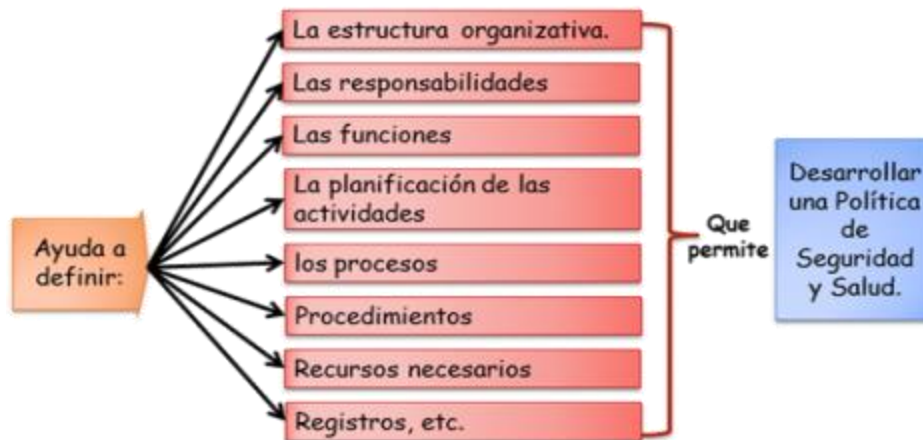 Ayuda a
definir:
La estructura organizativa.
Las responsabilidades
Las funciones
La planificación de las
actividades
los procesos
Procedimientos
Recursos necesarios
Registros, etc.
Que
permite
Desarrollar
una Política
de
Seguridad
y Salud.